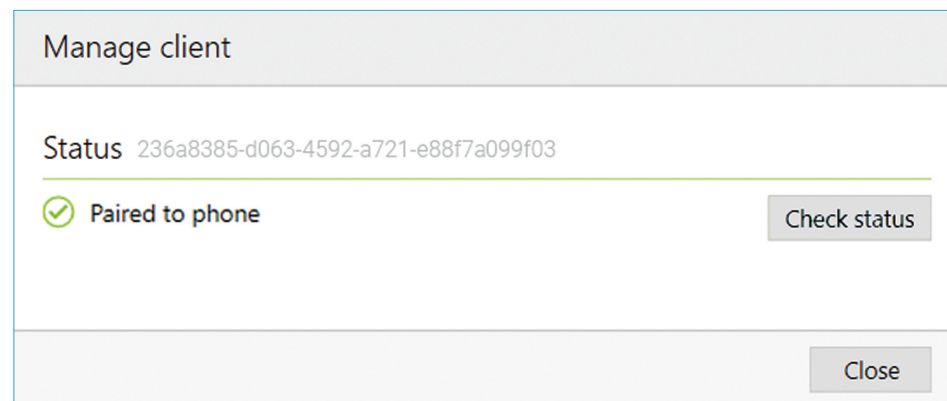 Manage client
Status 236a8385-d063-4592-a721-e88f7a099f03
Paired to phone
Check status
Close